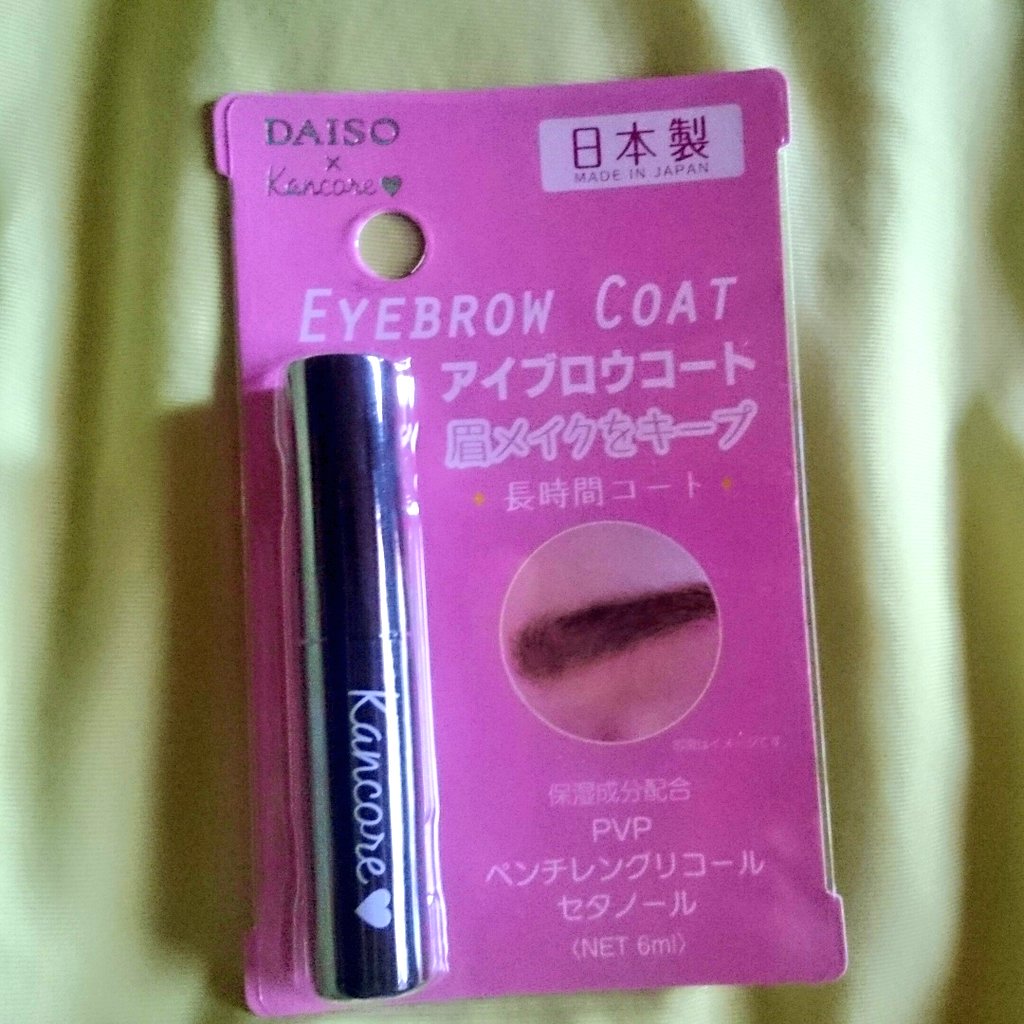 DAISO
×
Kancore♥
日本製
MADE IN JAPAN
EYEBROW COAT
アイブロウコート
眉メイクをキープ
長時間コート
Kancore♥
保湿成分配合
PVP
ペンチレングリコール
セタノール
〈NET 6ml〉